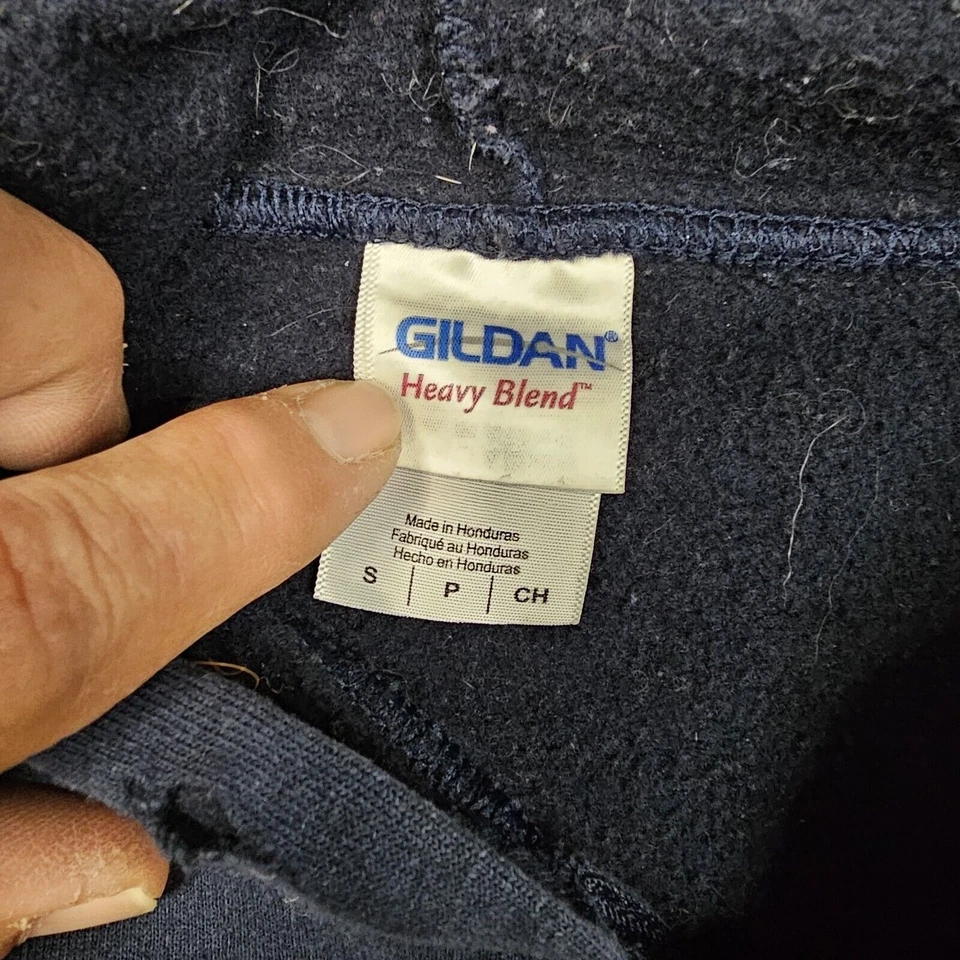 GILDAN®
Heavy Blend™
Made in Honduras
Fabriqué au Honduras
Hecho en Honduras
S | P | CH